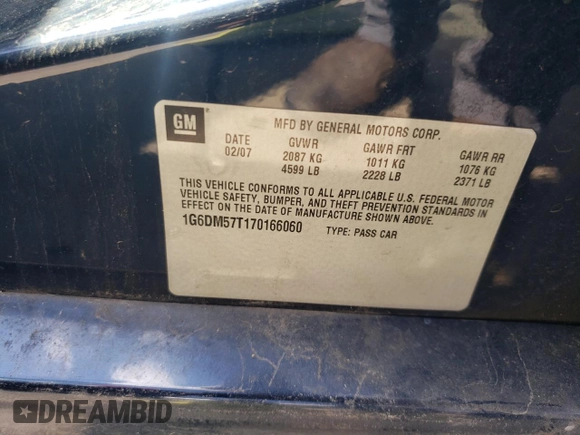 GM
MFD BY GENERAL MOTORS CORP.
DATE GVWR GAWR FRT GAWR RR
02/07 2087 KG 1011 KG 1076 KG
4599 LB 2228 LB 2371 LB
THIS VEHICLE CONFORMS TO ALL APPLICABLE U.S. FEDERAL MOTOR
VEHICLE SAFETY, BUMPER, AND THEFT PREVENTION STANDARDS IN
EFFECT ON THE DATE OF MANUFACTURE SHOWN ABOVE.
1G6DM57T170166060 TYPE: PASS CAR
DREAMBID